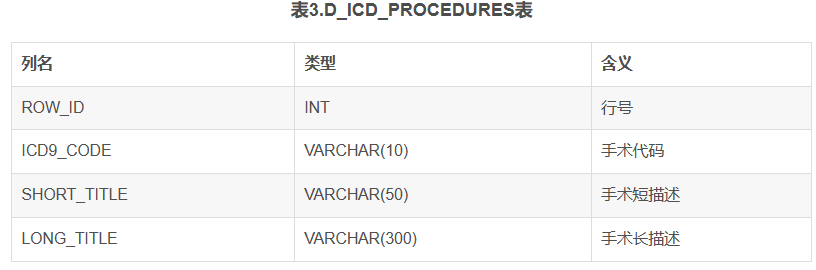 表3.D_ICD_PROCEDURES表
列名 类型 含义
ROW_ID INT 行号
ICD9_CODE VARCHAR(10) 手术代码
SHORT_TITLE VARCHAR(50) 手术短描述
LONG_TITLE VARCHAR(300) 手术长描述